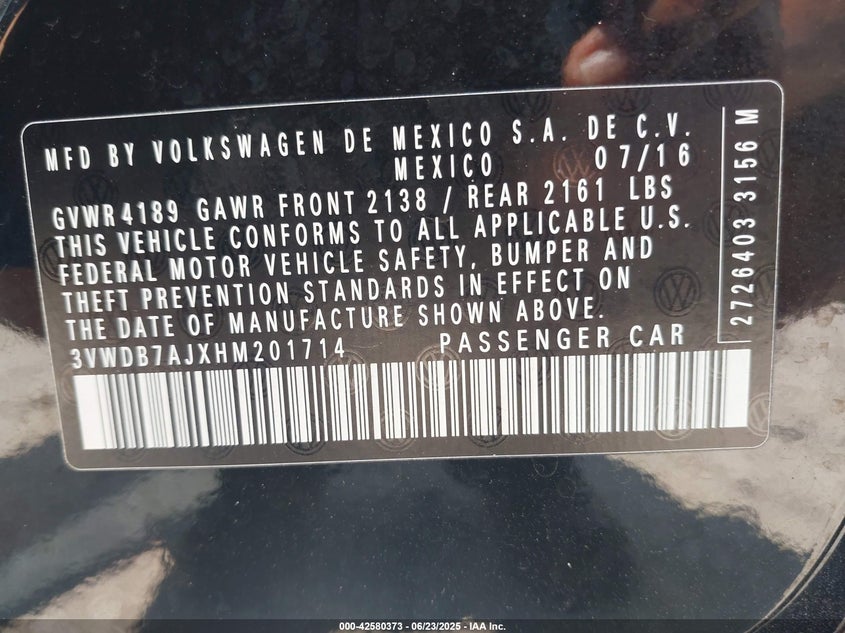 MFD BY VOLKSWAGEN DE MEXICO S.A. DE C.V.
MEXICO 07/16
GVWR 4189 GAWR FRONT 2138 / REAR 2161 LBS
THIS VEHICLE CONFORMS TO ALL APPLICABLE U.S.
FEDERAL MOTOR VEHICLE SAFETY, BUMPER AND
THEFT PREVENTION STANDARDS IN EFFECT ON
THE DATE OF MANUFACTURE SHOWN ABOVE.
3VWDB7AJXHM201714 PASSENGER CAR
2726403 3156 M
000-42580373 - 06/23/2025 - IAA Inc.